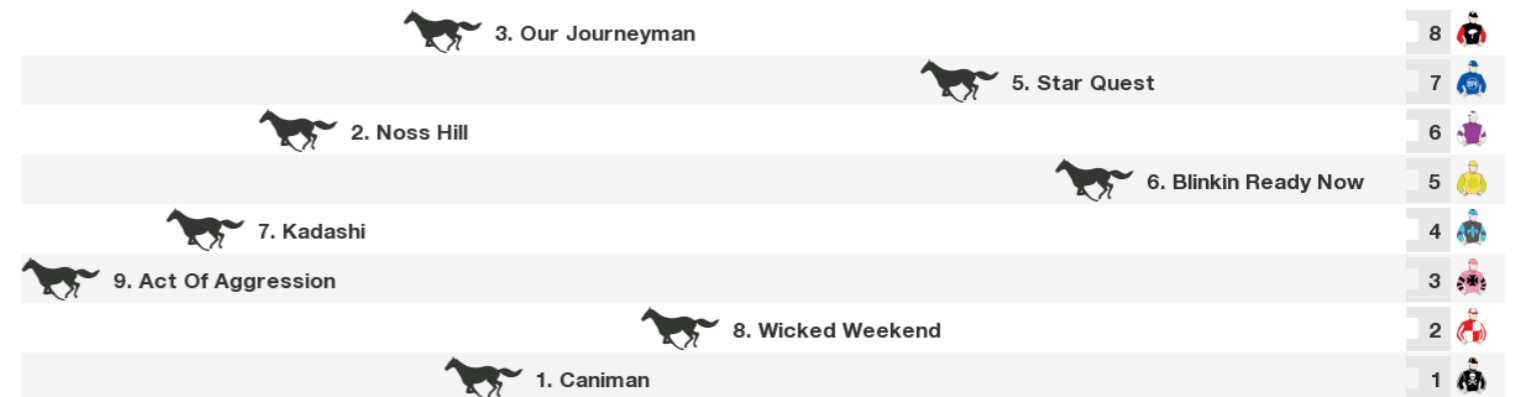 3. Our Journeyman 8
5. Star Quest 7
2. Noss Hill 6
6. Blinkin Ready Now 5
7. Kadashi 4
9. Act Of Aggression 3
8. Wicked Weekend 2
1. Caniman 1